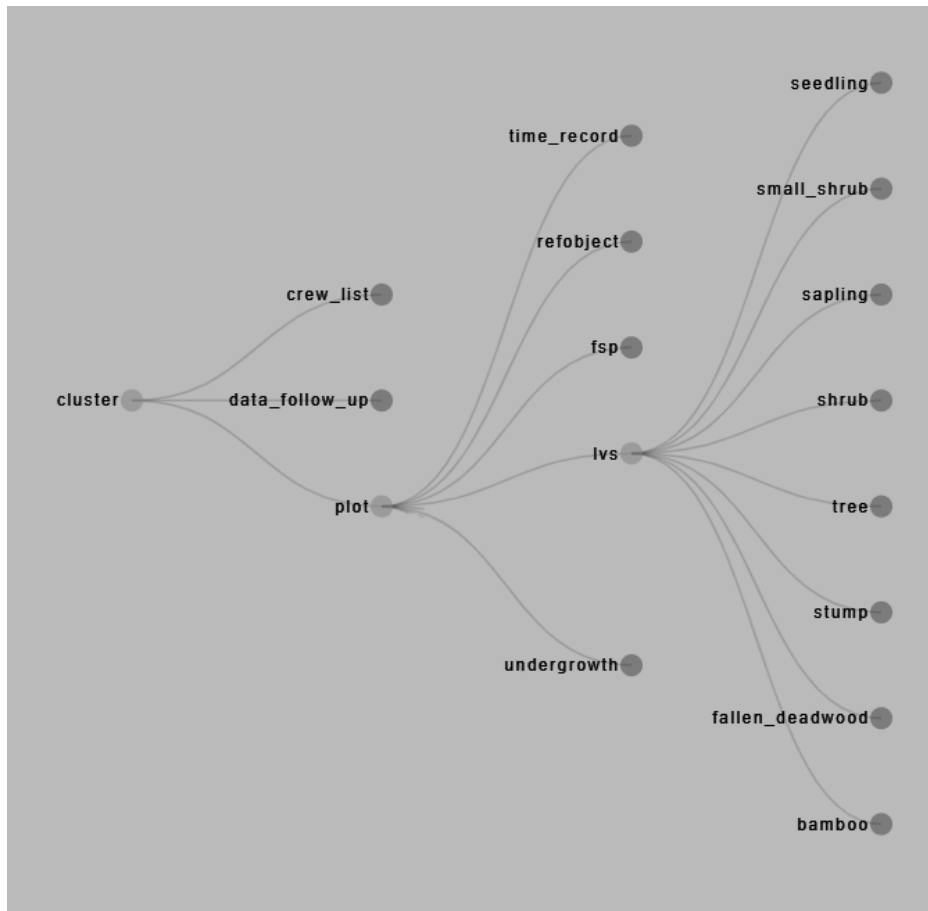 cluster
crew_list
data_follow_up
plot
time_record
refobject
fsp
lvs
undergrowth
seedling
small_shrub
sapling
shrub
tree
stump
fallen_deadwood
bamboo